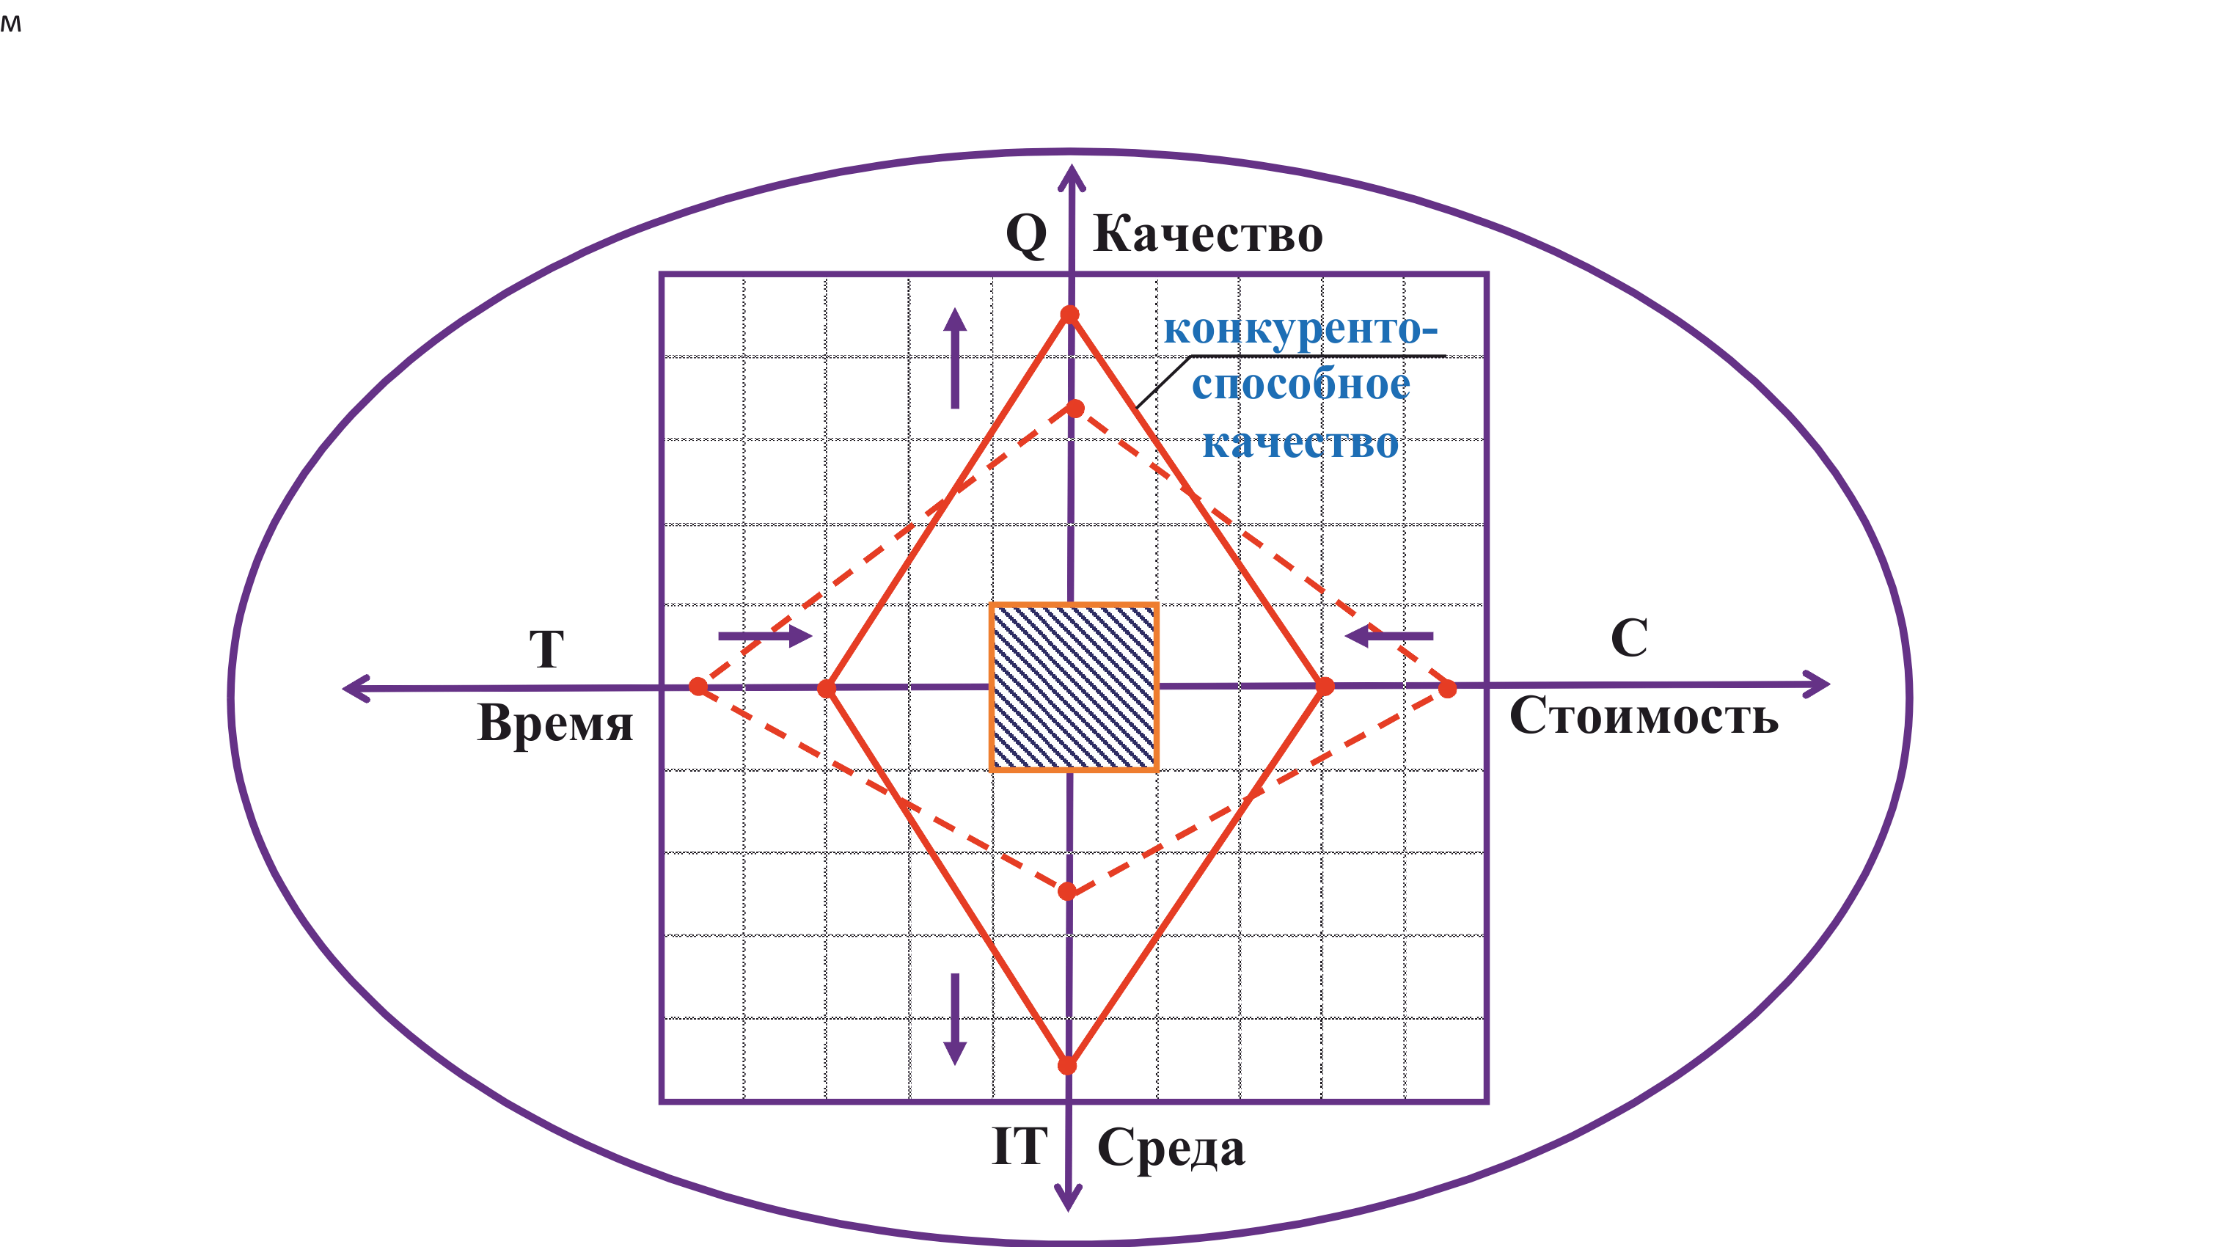 м
Q Качество
конкуренто-
способное
качество
T
Время
C
Стоимость
IT Среда